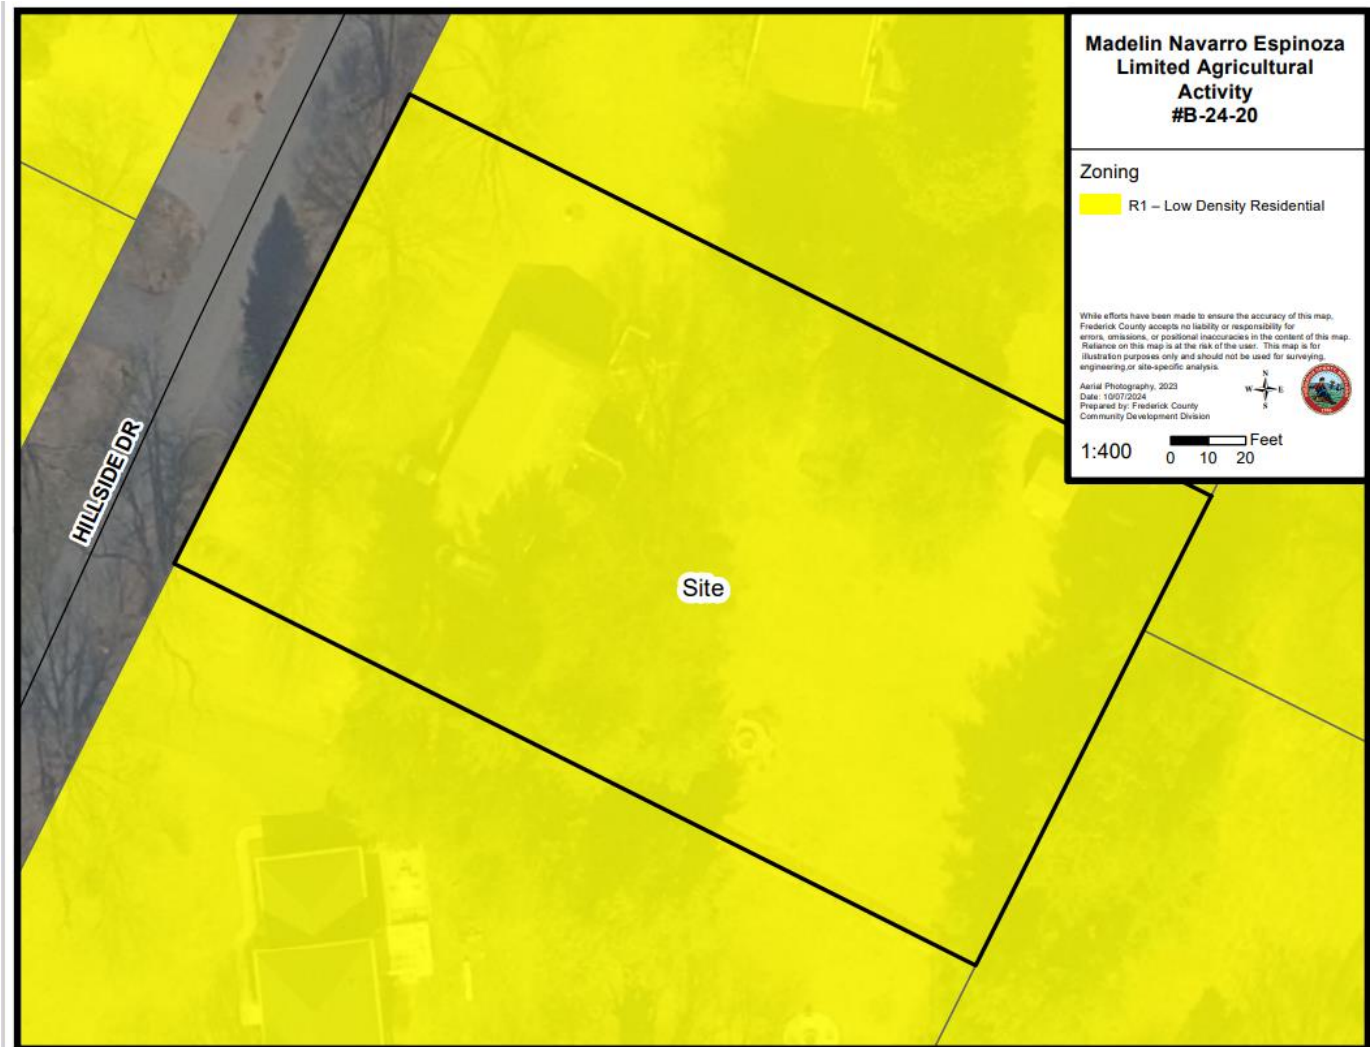 Madelin Navarro Espinoza
Limited Agricultural
Activity
#B-24-20
Zoning
R1 – Low Density Residential
While efforts have been made to ensure the accuracy of this map,
Frederick County accepts no liability or responsibility for
errors, omissions, or positional inaccuracies in the content of this map.
Reliance on this map is at the risk of the user. This map is for
illustration purposes only and should not be used for surveying,
engineering,or site-specific analysis.
N
W E
S
Aerial Photography, 2023
Date: 10/07/2024
Prepared by: Frederick County
Community Development Division
1:400
Feet
0 10 20
HILLSIDE DR
Site